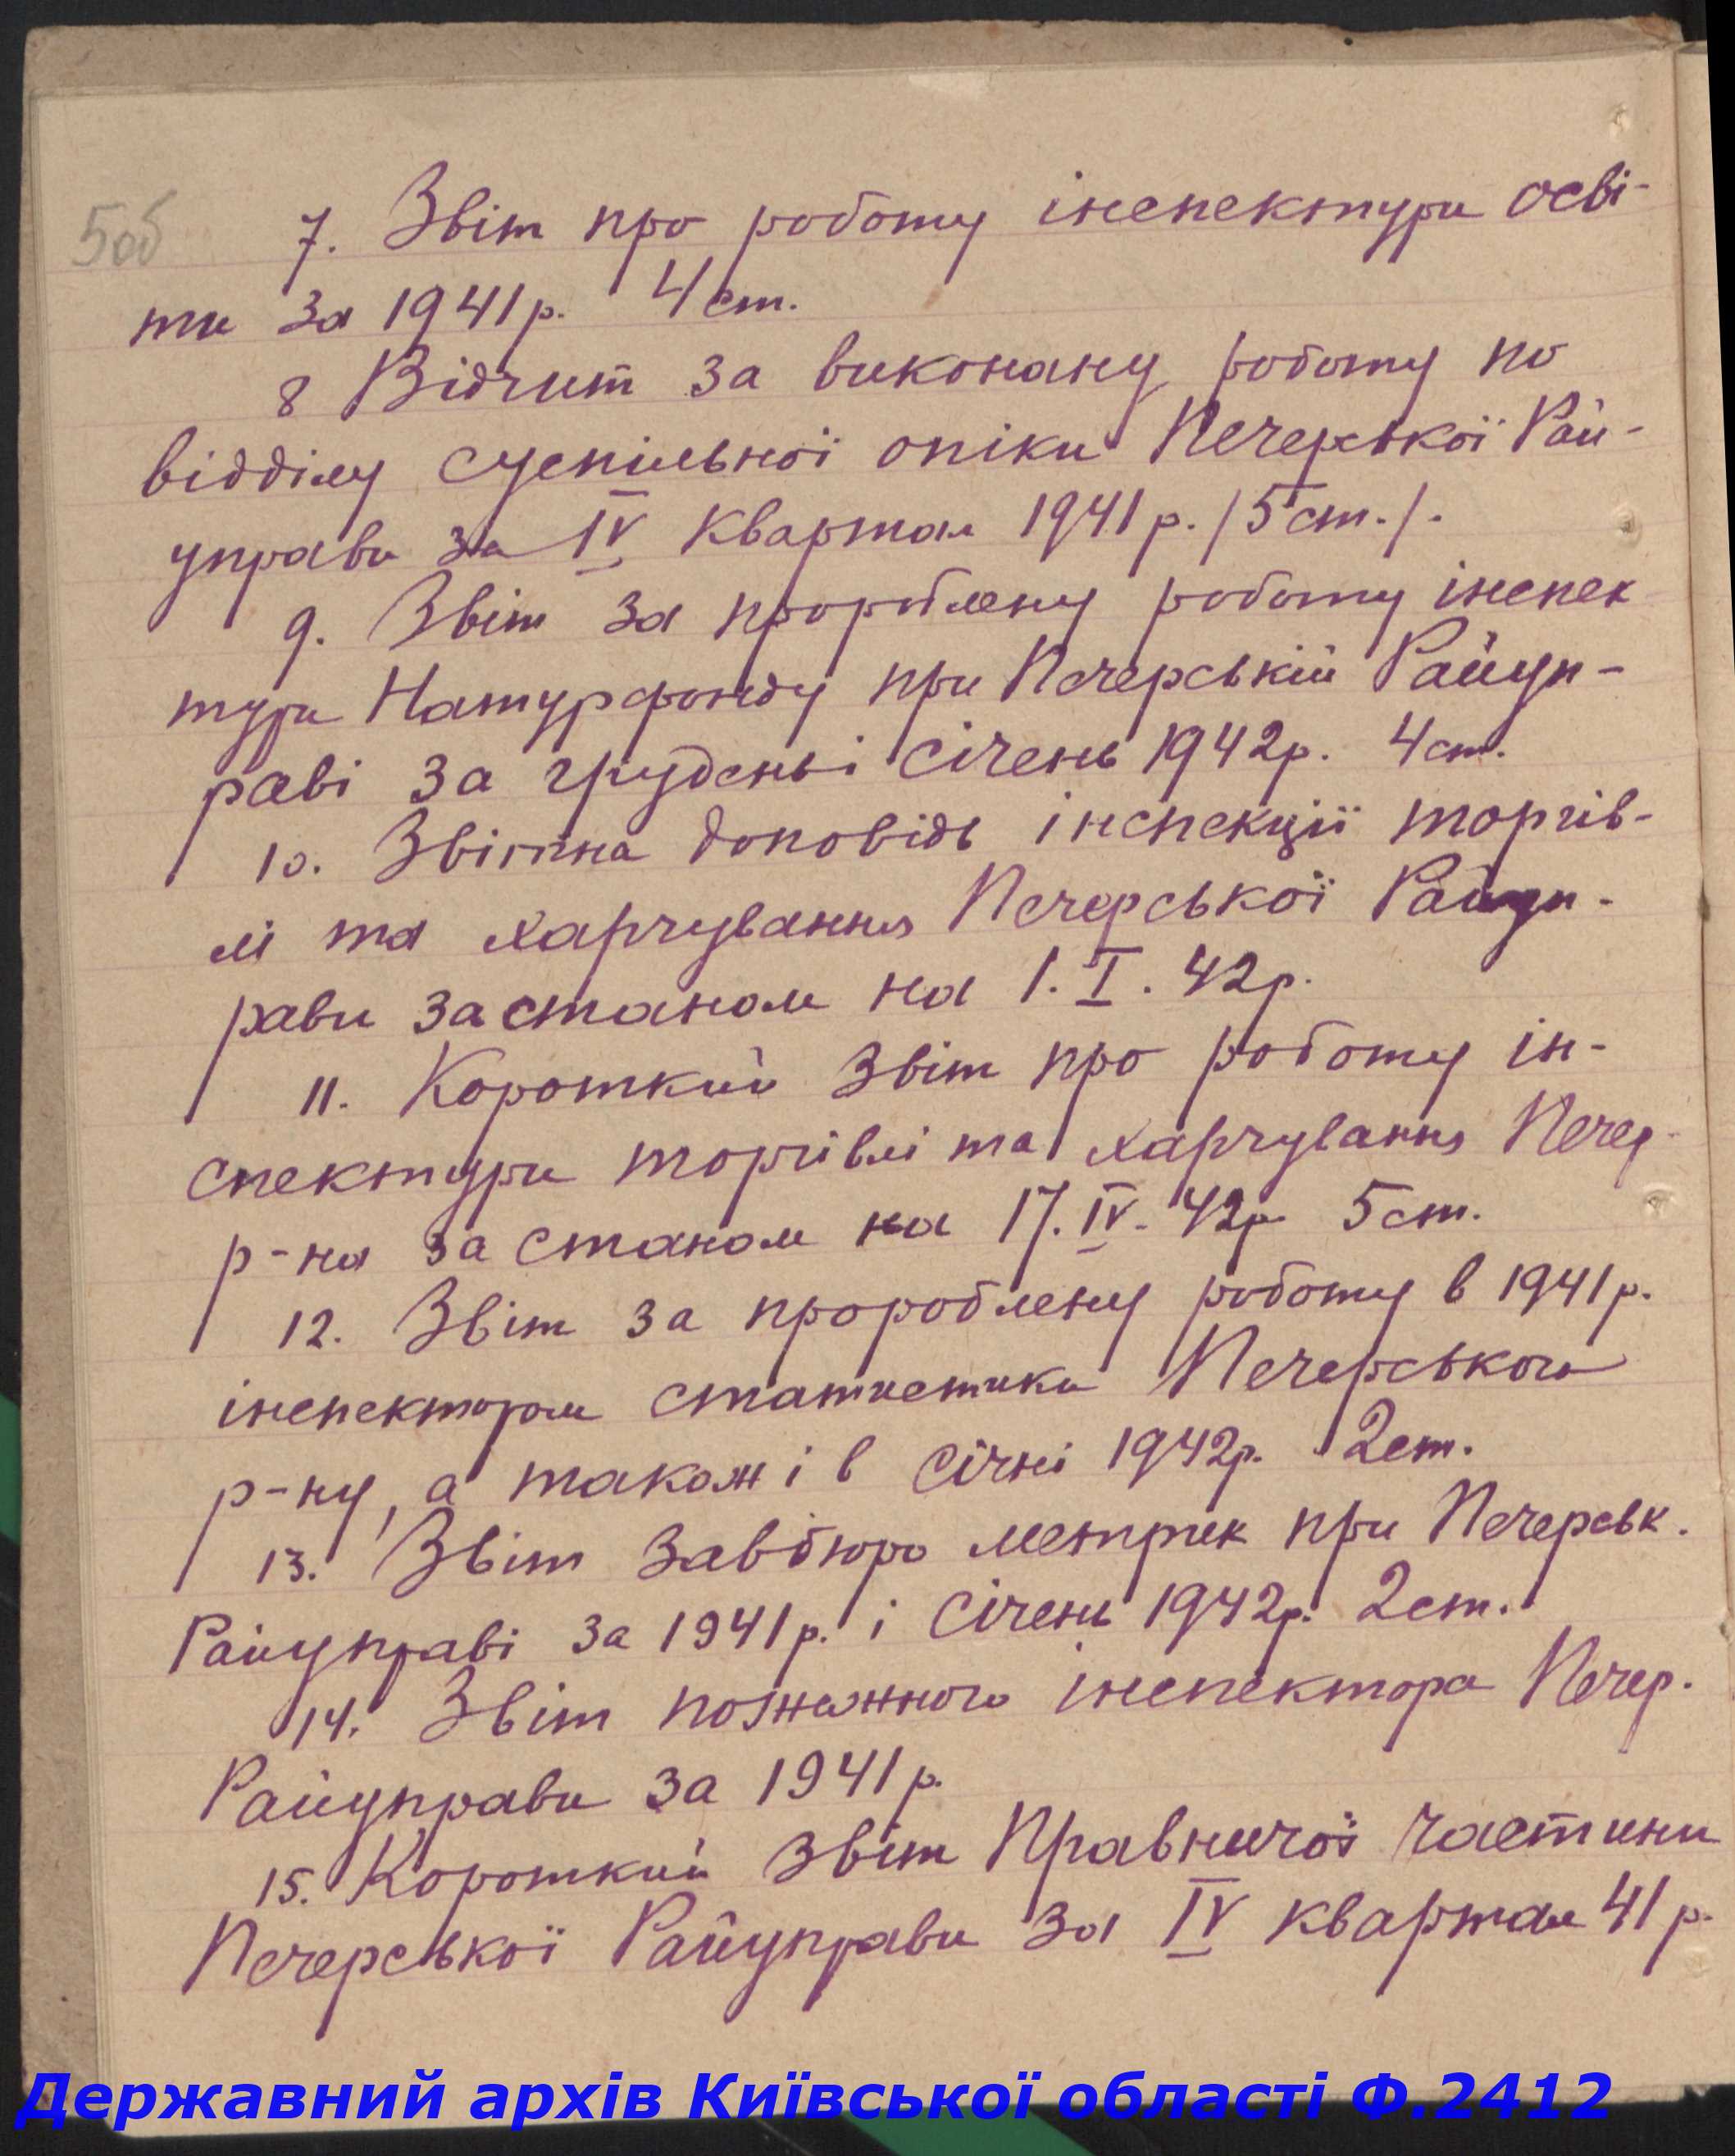 5об
7. Звіт про роботу інспектури осві-
ти за 1941 р. 4 ст.
8 Відчит за виконану роботу по
відділу суспільної опіки Печерської Рай-
управи за IV квартал 1941 р. /5 ст./.
9. Звіт за пророблену роботу інспек
тури Натурфонду при Печерській Райуп-
раві за грудень і січень 1942 р. 4 ст.
10. Звітна доповідь інспекції торгів-
лі та харчування Печерської Райуп-
рави за станом на 1.I.42 р.
11. Короткий звіт про роботу ін-
спектури торгівлі та харчування Печер-
р-на за станом на 17.IV.42 р 5 ст.
12. Звіт за пророблену роботу в 1941 р.
інспектором статистики Печерського
р-ну, а також і в січні 1942 р. 2 ст.
13. Звіт Завбюро метрик при Печерськ.
Райуправі за 1941 р. і січень 1942 р. 2 ст.
14. Звіт пожежного інспектора Печер.
Райуправи за 1941 р.
15. Короткий звіт Правничої частини
Печерської Райуправи за IV квартал 41 р.
Державний архів Київської області Ф.2412